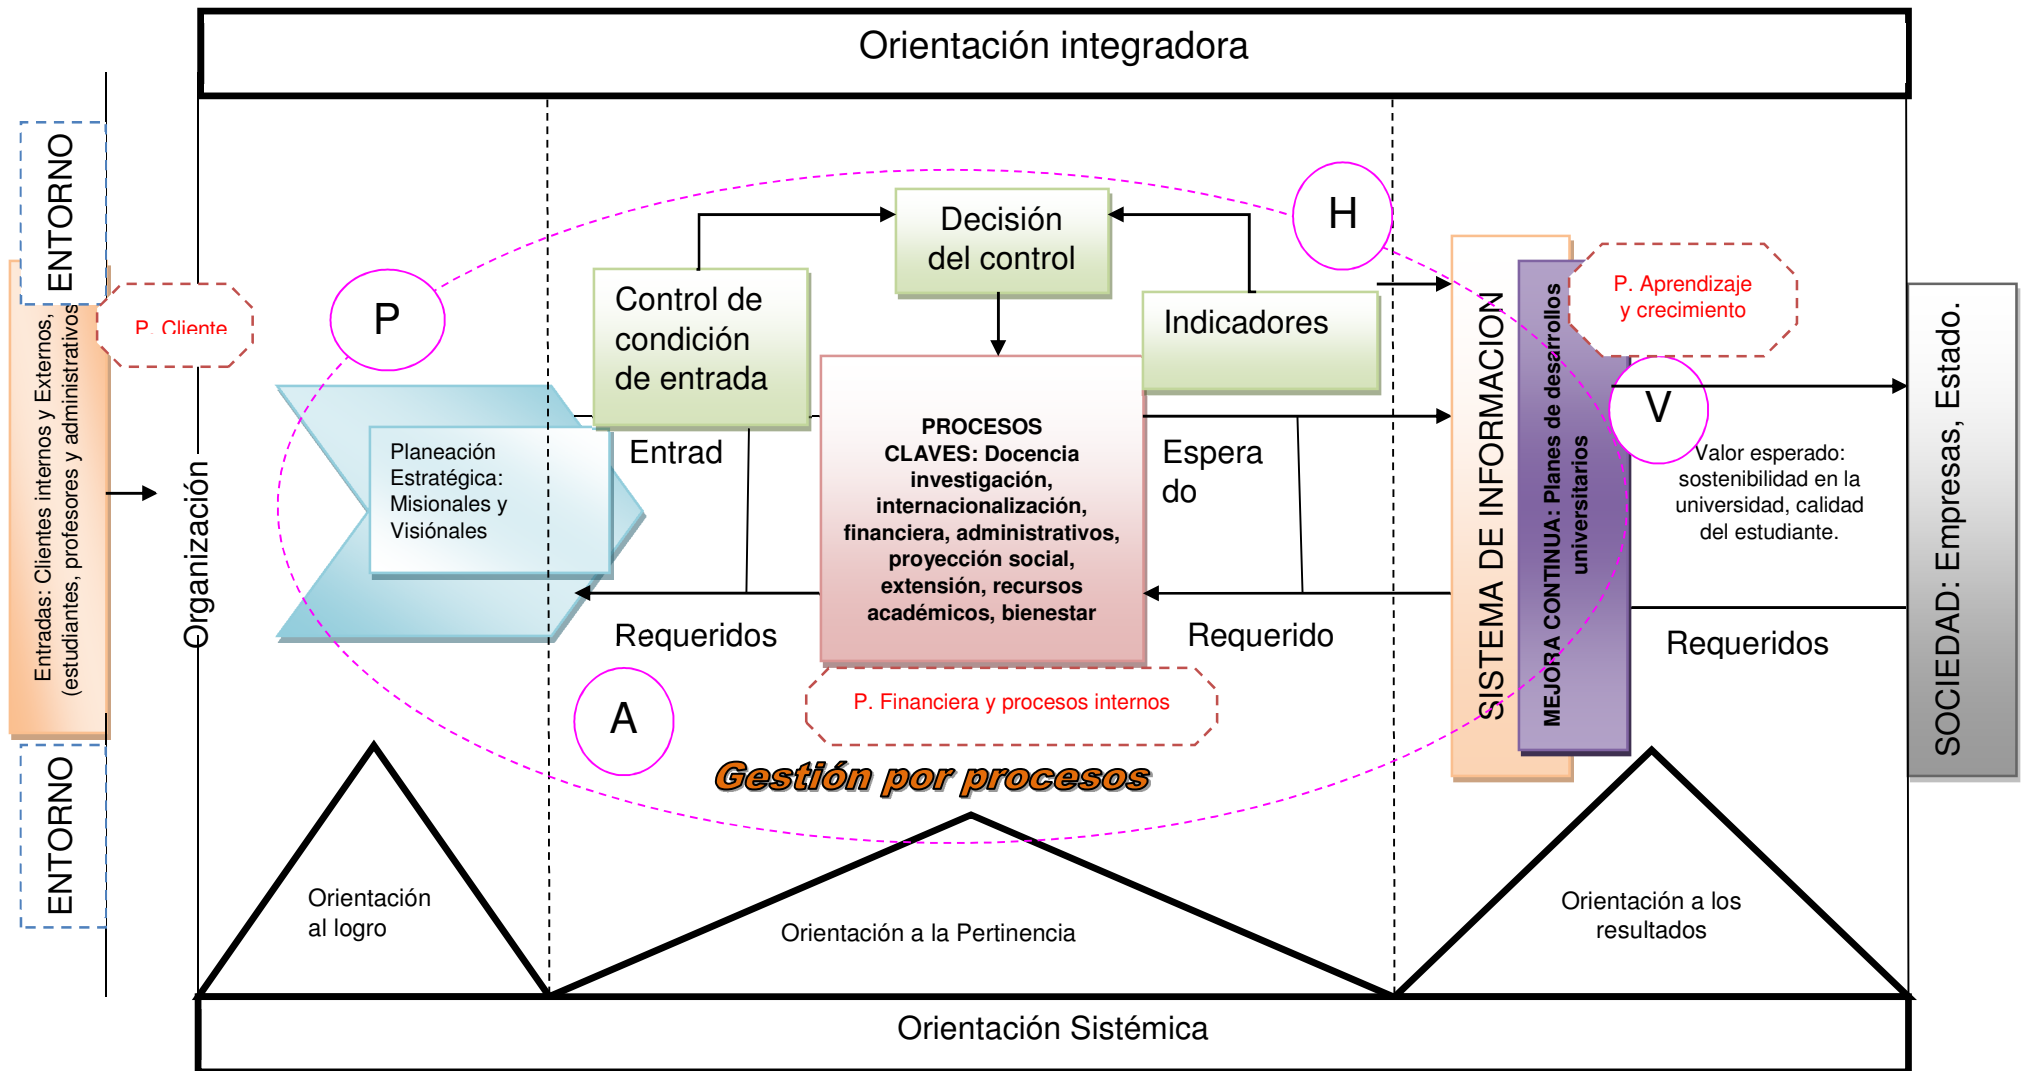 Orientación integradora
ENTORNO
Entradas: Clientes internos y Externos,
(estudiantes, profesores y administrativos
ENTORNO
P. Cliente
Organización
P
Planeación
Estratégica:
Misionales y
Visiónales
Control de
condición
de entrada
Decisión
del control
Indicadores
H
Entrad
PROCESOS
CLAVES: Docencia
investigación,
internacionalización,
financiera, administrativos,
proyección social,
extensión, recursos
académicos, bienestar
Espera
do
Requeridos
Requerido
A
P. Financiera y procesos internos
Gestión por procesos
SISTEMA DE INFORMACION
MEJORA CONTINUA: Planes de desarrollos
universitarios
P. Aprendizaje
y crecimiento
V
Valor esperado:
sostenibilidad en la
universidad, calidad
del estudiante.
Requeridos
SOCIEDAD: Empresas, Estado.
Orientación
al logro
Orientación a la Pertinencia
Orientación a los
resultados
Orientación Sistémica